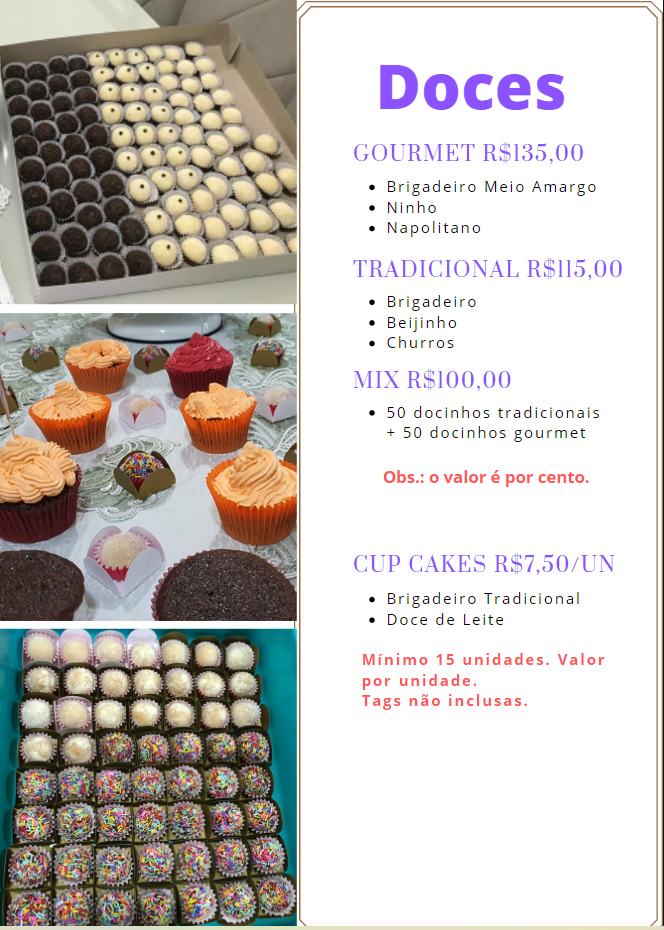 Doces
GOURMET R$135,00
• Brigadeiro Meio Amargo
• Ninho
• Napolitano
TRADICIONAL R$115,00
• Brigadeiro
• Beijinho
• Churros
MIX R$100,00
• 50 docinhos tradicionais
+ 50 docinhos gourmet
Obs.: o valor é por cento.
CUP CAKES R$7,50/UN
• Brigadeiro Tradicional
• Doce de Leite
Mínimo 15 unidades. Valor
por unidade.
Tags não inclusas.